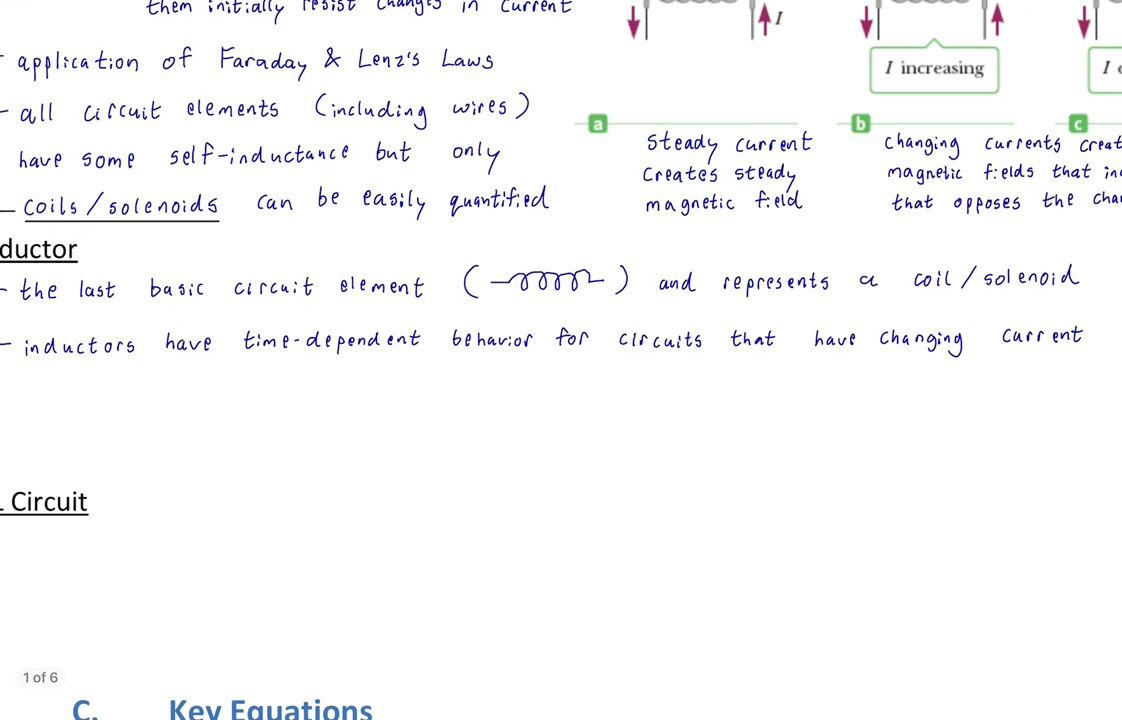 them initially resist changes in current
- application of Faraday & Lenz's Laws
- all circuit elements (including wires)
have some self-inductance but only
coils/solenoids can be easily quantified
I
I increasing
I
a
b
c
Steady current
creates steady
magnetic field
changing currents creat
magnetic fields that in
that opposes the cha
ductor
- the last basic circuit element ( ) and represents a coil/solenoid
- inductors have time-dependent behavior for circuits that have changing current
Circuit
1 of 6
C. Key Equations